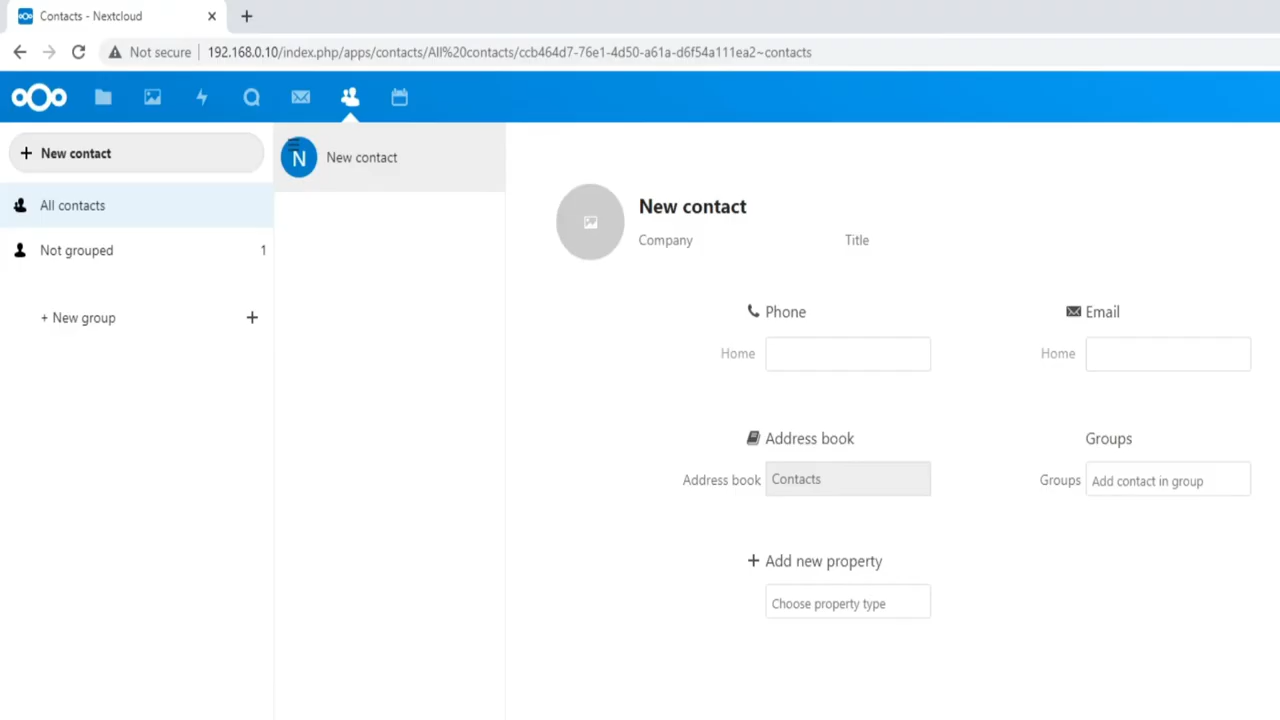 Contacts - Nextcloud
Not secure
192.168.0.10/index.php/apps/contacts/All%20contacts/ccb464d7-76e1-4d50-a61a-d6f54a111ea2~contacts
New contact
All contacts
Not grouped 1
+ New group
N New contact
New contact
Company Title
Phone Email
Home Home
Address book Groups
Address book Contacts Groups Add contact in group
Add new property
Choose property type